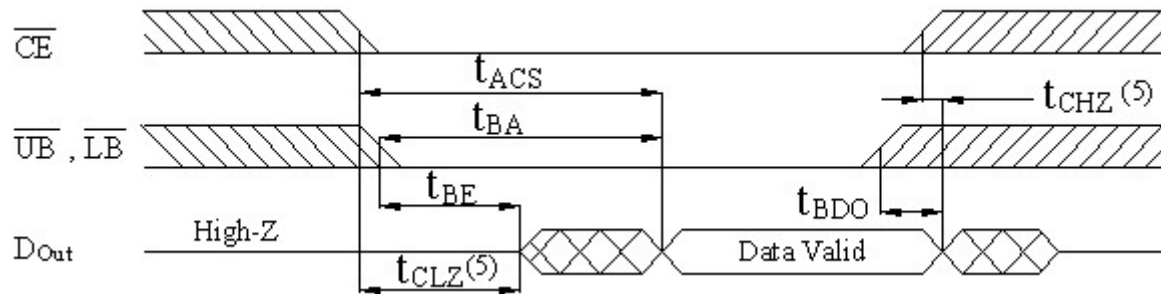 CE
tACS
tCHZ(5)
tBA
UB , LB
tBE
tBDO
High-Z
DOut
Data Valid
tCLZ(5)